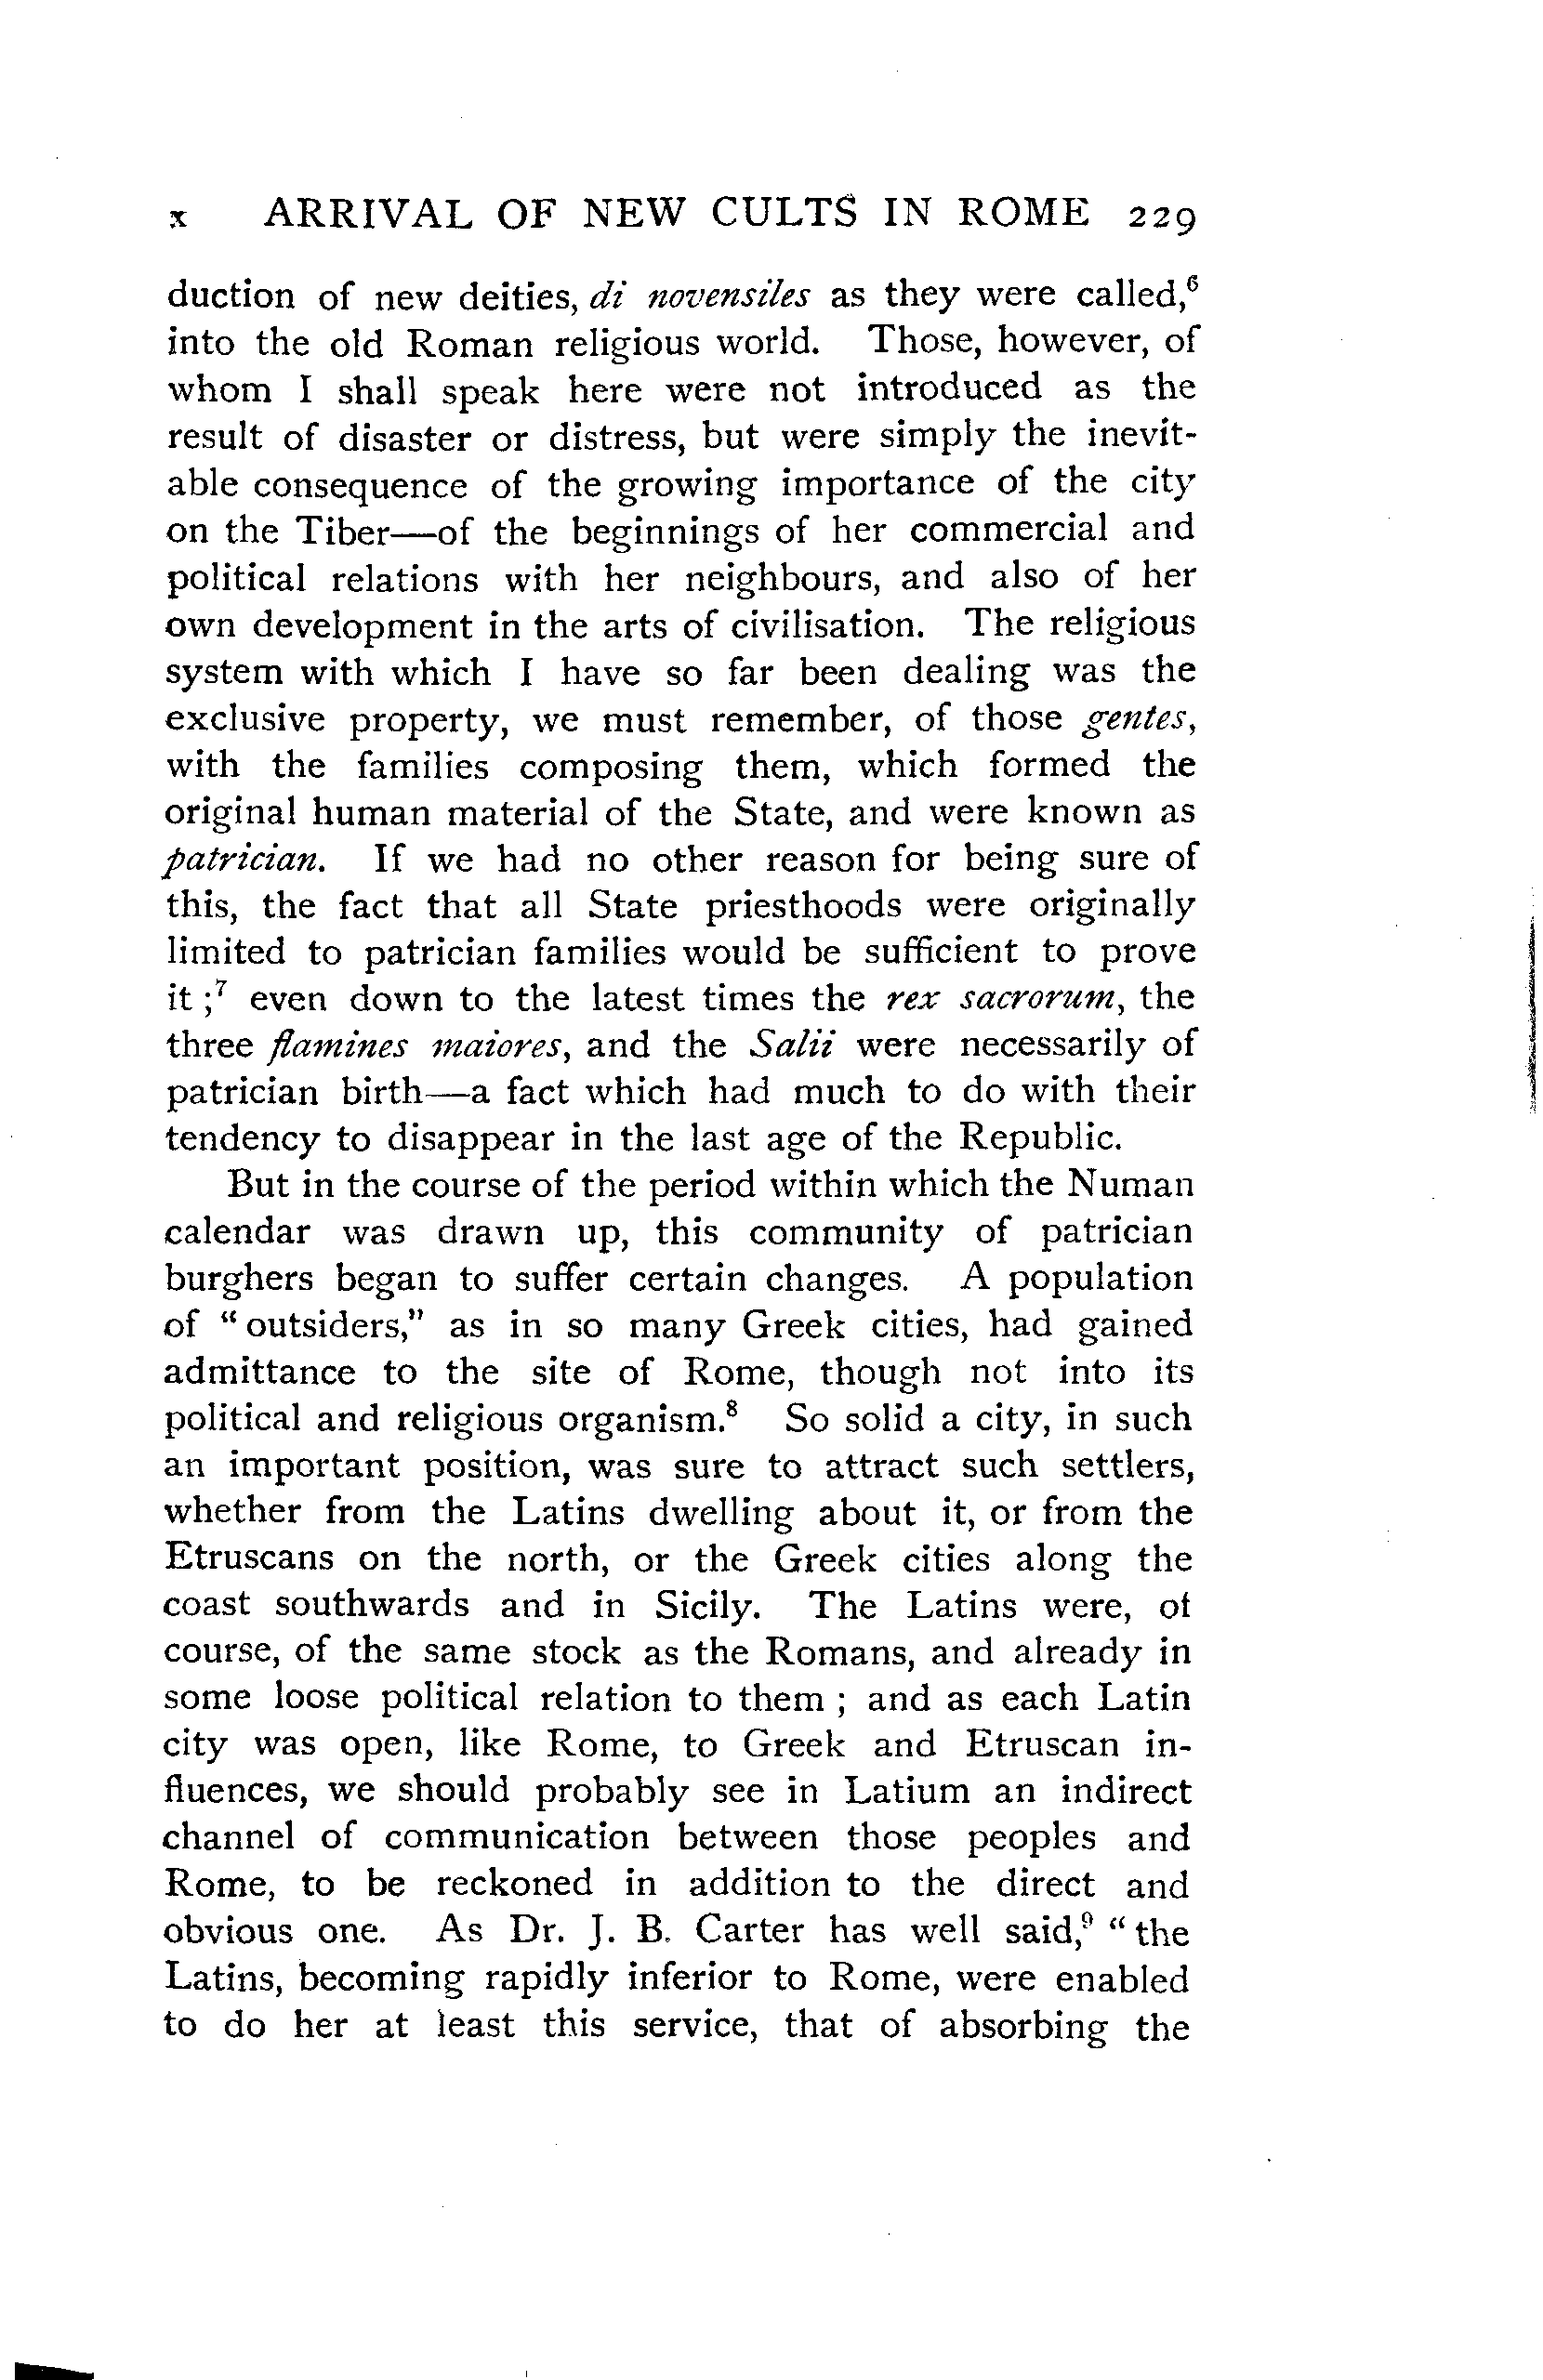 x ARRIVAL OF NEW CULTS IN ROME 229
duction of new deities, di novensiles as they were called,⁶
into the old Roman religious world. Those, however, of
whom I shall speak here were not introduced as the
result of disaster or distress, but were simply the inevit-
able consequence of the growing importance of the city
on the Tiber—of the beginnings of her commercial and
political relations with her neighbours, and also of her
own development in the arts of civilisation. The religious
system with which I have so far been dealing was the
exclusive property, we must remember, of those gentes,
with the families composing them, which formed the
original human material of the State, and were known as
patrician. If we had no other reason for being sure of
this, the fact that all State priesthoods were originally
limited to patrician families would be sufficient to prove
it ;⁷ even down to the latest times the rex sacrorum, the
three flamines maiores, and the Salii were necessarily of
patrician birth—a fact which had much to do with their
tendency to disappear in the last age of the Republic.
But in the course of the period within which the Numan
calendar was drawn up, this community of patrician
burghers began to suffer certain changes. A population
of "outsiders," as in so many Greek cities, had gained
admittance to the site of Rome, though not into its
political and religious organism.⁸ So solid a city, in such
an important position, was sure to attract such settlers,
whether from the Latins dwelling about it, or from the
Etruscans on the north, or the Greek cities along the
coast southwards and in Sicily. The Latins were, of
course, of the same stock as the Romans, and already in
some loose political relation to them ; and as each Latin
city was open, like Rome, to Greek and Etruscan in-
fluences, we should probably see in Latium an indirect
channel of communication between those peoples and
Rome, to be reckoned in addition to the direct and
obvious one. As Dr. J. B. Carter has well said,⁹ "the
Latins, becoming rapidly inferior to Rome, were enabled
to do her at least this service, that of absorbing the